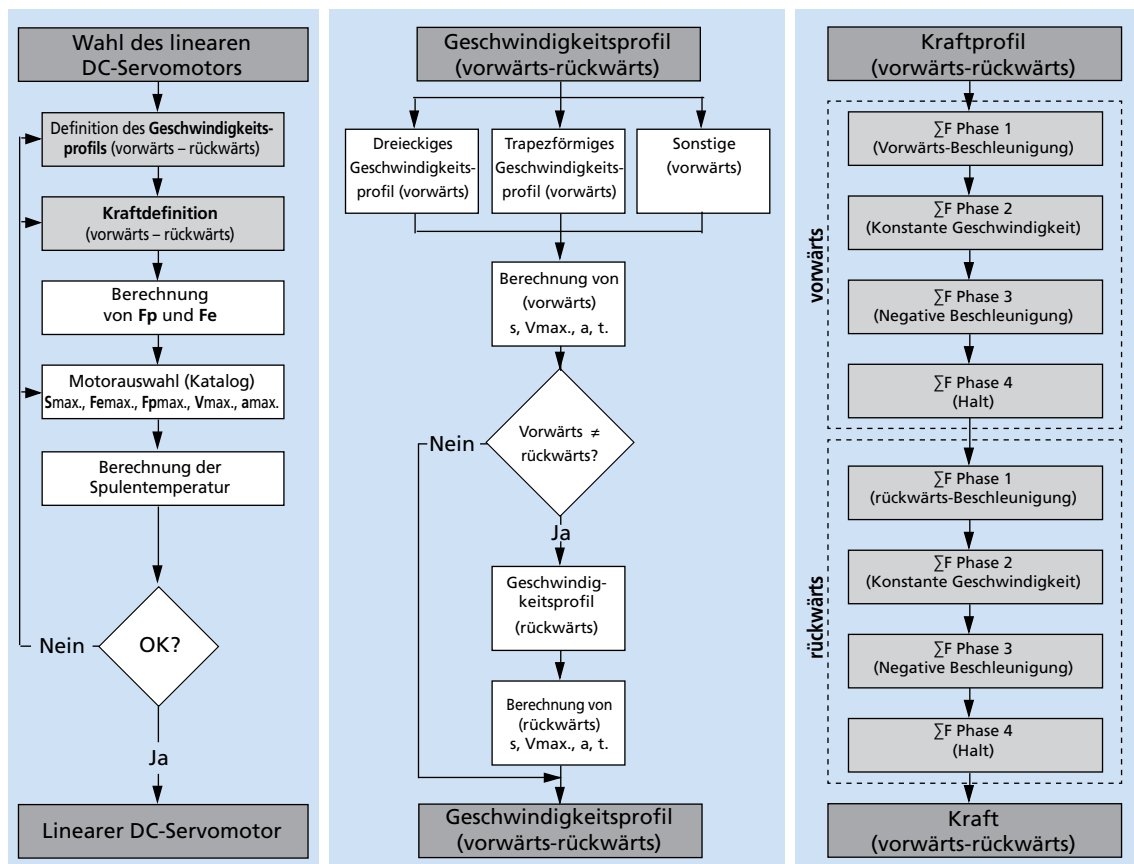 Wahl des linearen
DC-Servomotors
Definition des Geschwindigkeits-
profils (vorwärts – rückwärts)
Kraftdefinition
(vorwärts – rückwärts)
Berechnung
von Fp und Fe
Motorauswahl (Katalog)
Smax., Femax., Fpmax., Vmax., amax.
Berechnung der
Spulentemperatur
Nein
OK?
Ja
Linearer DC-Servomotor
Geschwindigkeitsprofil
(vorwärts-rückwärts)
Dreieckiges
Geschwindigkeits-
profil (vorwärts)
Trapezförmiges
Geschwindigkeits-
profil (vorwärts)
Sonstige
(vorwärts)
Berechnung von
(vorwärts)
s, Vmax., a, t.
Nein
Vorwärts ≠
rückwärts?
Ja
Geschwindig-
keitsprofil
(rückwärts)
Berechnung von
(rückwärts)
s, Vmax., a, t.
Geschwindigkeitsprofil
(vorwärts-rückwärts)
Kraftprofil
(vorwärts-rückwärts)
vorwärts
∑F Phase 1
(Vorwärts-Beschleunigung)
∑F Phase 2
(Konstante Geschwindigkeit)
∑F Phase 3
(Negative Beschleunigung)
∑F Phase 4
(Halt)
rückwärts
∑F Phase 1
(rückwärts-Beschleunigung)
∑F Phase 2
(Konstante Geschwindigkeit)
∑F Phase 3
(Negative Beschleunigung)
∑F Phase 4
(Halt)
Kraft
(vorwärts-rückwärts)